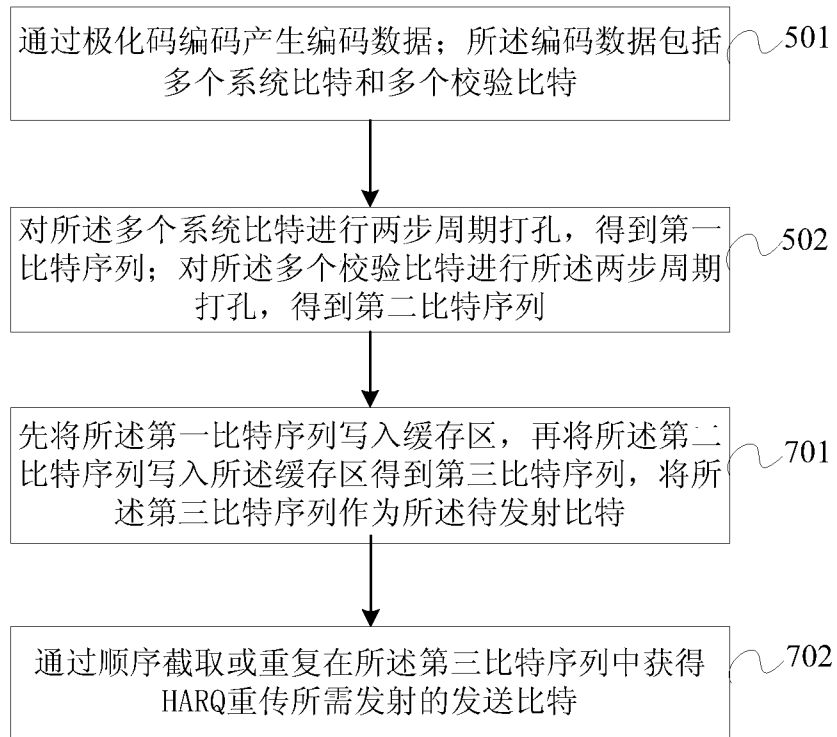 通过极化码编码产生编码数据；所述编码数据包括
多个系统比特和多个校验比特
501
对所述多个系统比特进行两步周期打孔，得到第一
比特序列；对所述多个校验比特进行所述两步周期
打孔，得到第二比特序列
502
先将所述第一比特序列写入缓存区，再将所述第二
比特序列写入所述缓存区得到第三比特序列，将所
述第三比特序列作为所述待发射比特
701
通过顺序截取或重复在所述第三比特序列中获得
HARQ重传所需发射的发送比特
702